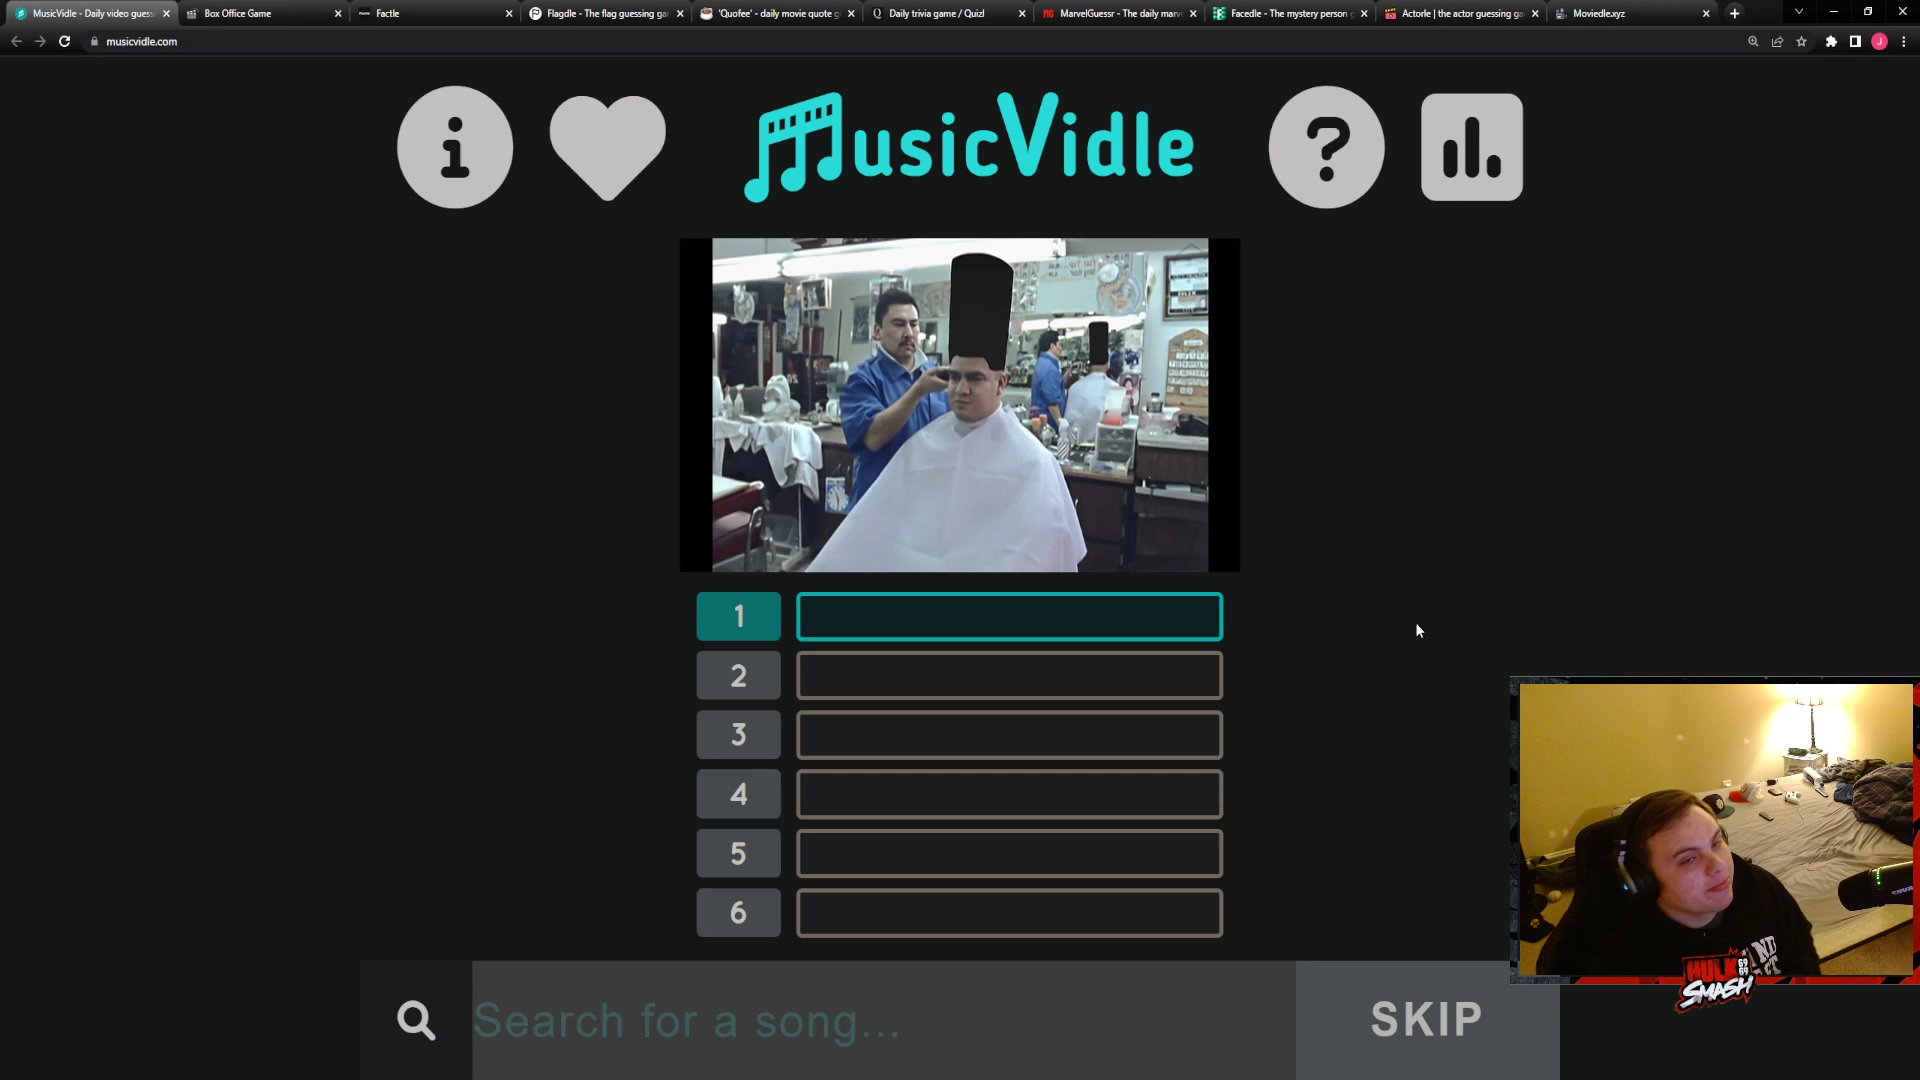 MusicVidle - Daily video guess
Box Office Game
Factle
Flagdle - The flag guessing ga
'Quofee' - daily movie quote g
Daily trivia game / Quizl
MarvelGuessr - The daily marv
Facedle - The mystery person g
Actorle | the actor guessing ga
Moviedle.xyz
musicvidle.com
J
MusicVidle
1
2
3
4
5
6
Search for a song...
SKIP
HULK
6969
SMASH